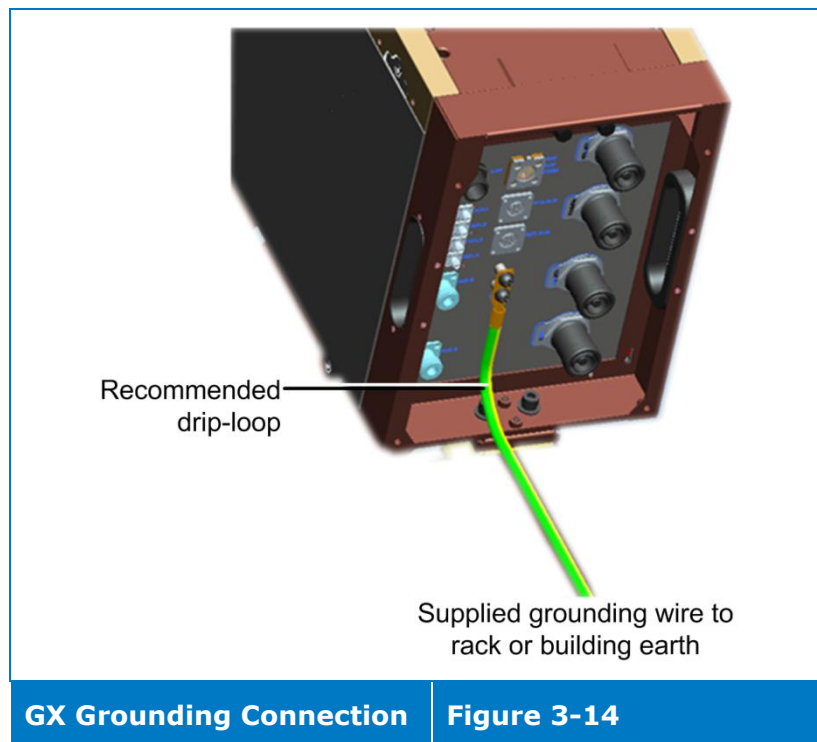 Recommended
drip-loop
Supplied grounding wire to
rack or building earth
GX Grounding Connection
Figure 3-14